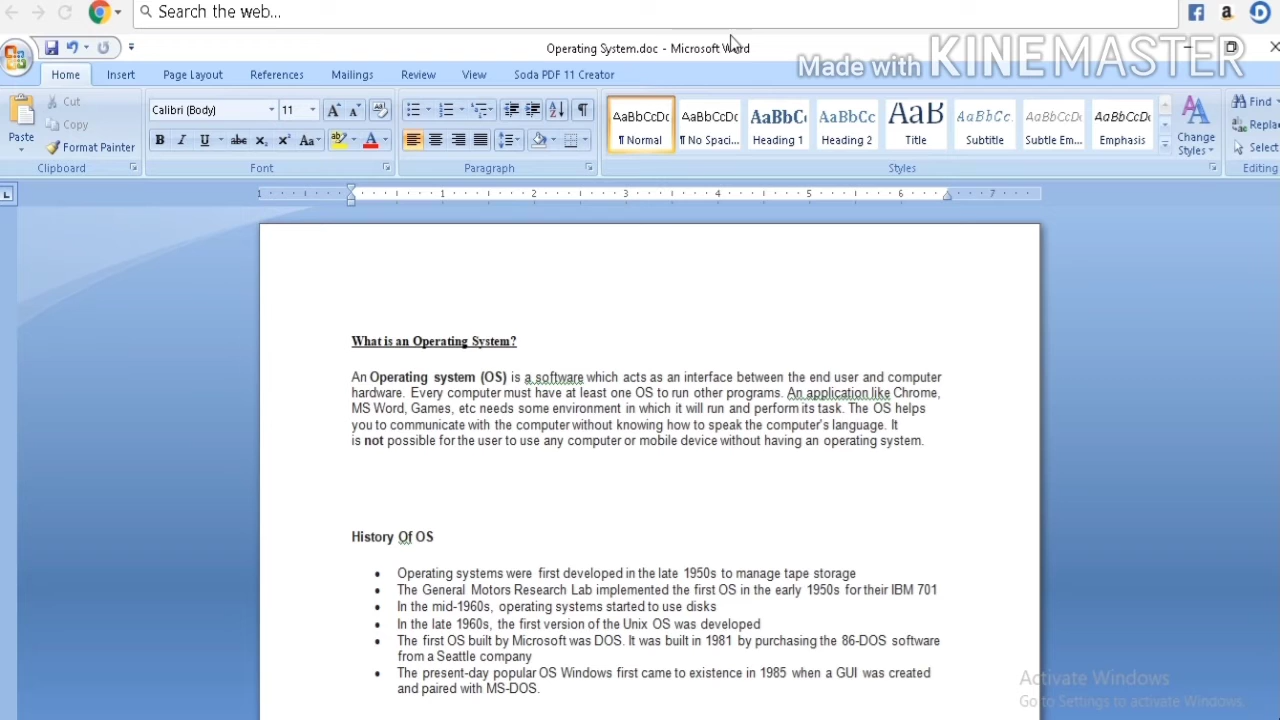 Search the web...
Operating System.doc - Microsoft Word
Made with KINEMASTER
Home Insert Page Layout References Mailings Review View Soda PDF 11 Creator
Paste
Cut
Copy
Format Painter
Clipboard
Calibri (Body) 11
Font
Paragraph
AaBbCcDc AaBbCcDc AaBbCc AaBbCc AaB AaBbCc. AaBbCcDc AaBbCcDc
¶ Normal ¶ No Spaci... Heading 1 Heading 2 Title Subtitle Subtle Em... Emphasis
Change
Styles
Styles
Find
Repla
Select
Editing
1 1 2 3 4 5 6 7
What is an Operating System?
An Operating system (OS) is a software which acts as an interface between the end user and computer
hardware. Every computer must have at least one OS to run other programs. An application like Chrome,
MS Word, Games, etc needs some environment in which it will run and perform its task. The OS helps
you to communicate with the computer without knowing how to speak the computer's language. It
is not possible for the user to use any computer or mobile device without having an operating system.
History Of OS
• Operating systems were first developed in the late 1950s to manage tape storage
• The General Motors Research Lab implemented the first OS in the early 1950s for their IBM 701
• In the mid-1960s, operating systems started to use disks
• In the late 1960s, the first version of the Unix OS was developed
• The first OS built by Microsoft was DOS. It was built in 1981 by purchasing the 86-DOS software
from a Seattle company
• The present-day popular OS Windows first came to existence in 1985 when a GUI was created
and paired with MS-DOS.
Activate Windows
Go to Settings to activate Windows.